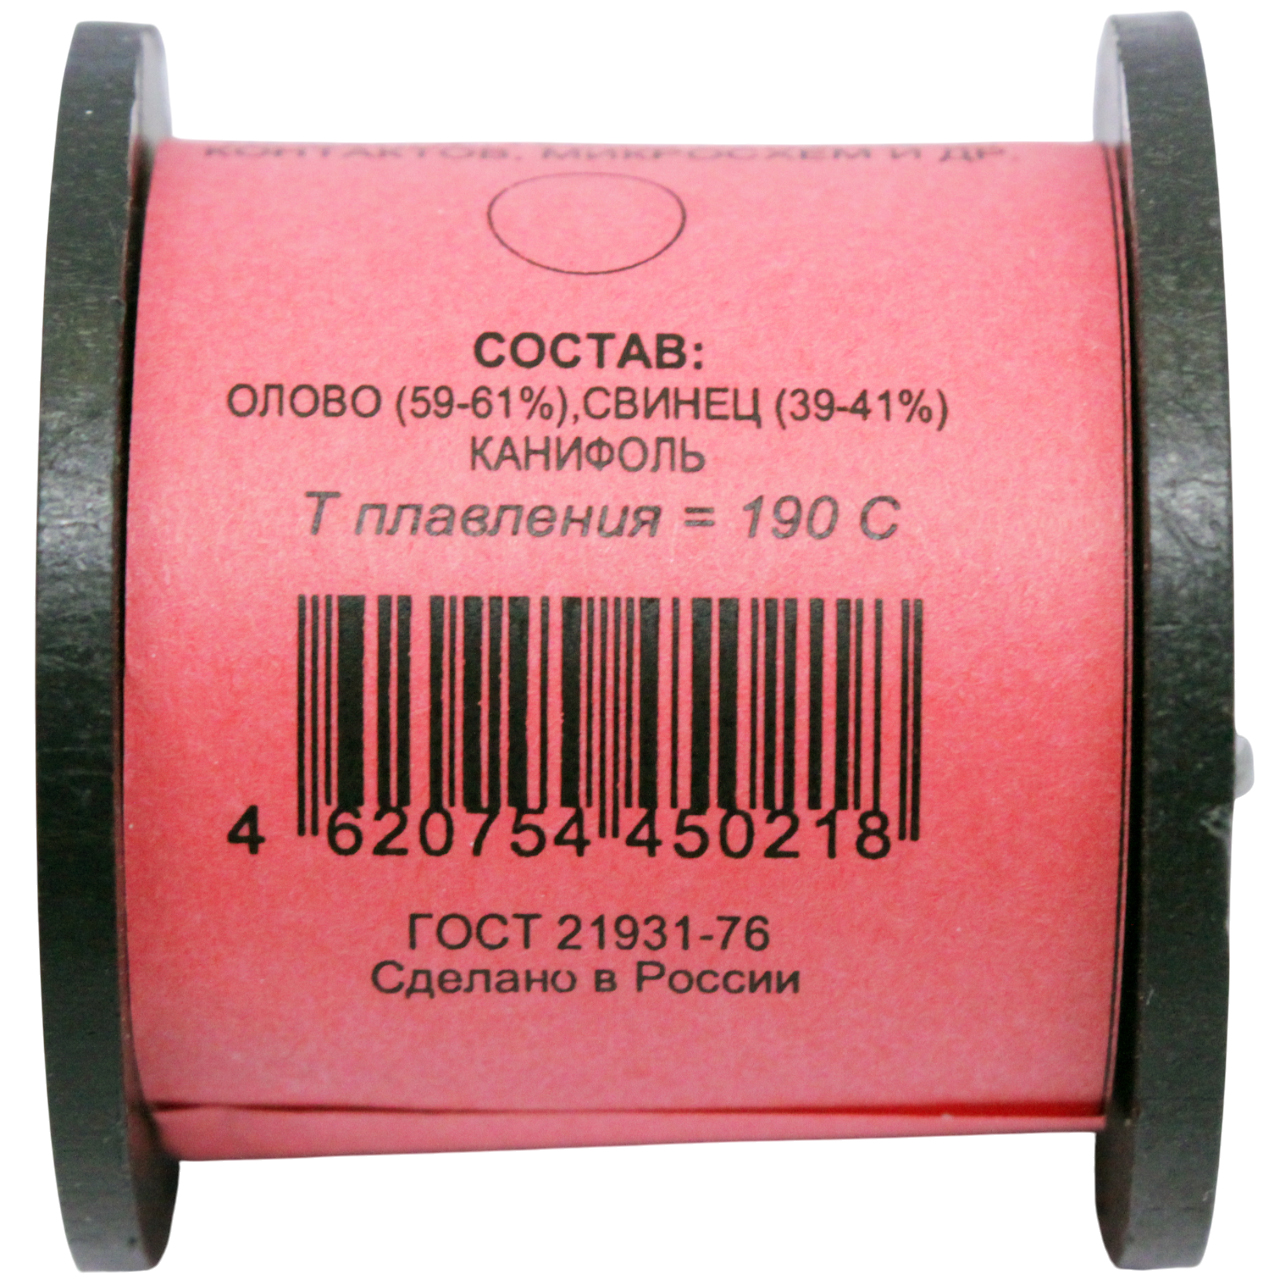 КОНТАКТОВ, МИКРОСХЕМ И ДР.
СОСТАВ:
ОЛОВО (59-61%),СВИНЕЦ (39-41%)
КАНИФОЛЬ
Т плавления = 190 С
4 620754 450218
ГОСТ 21931-76
Сделано в России